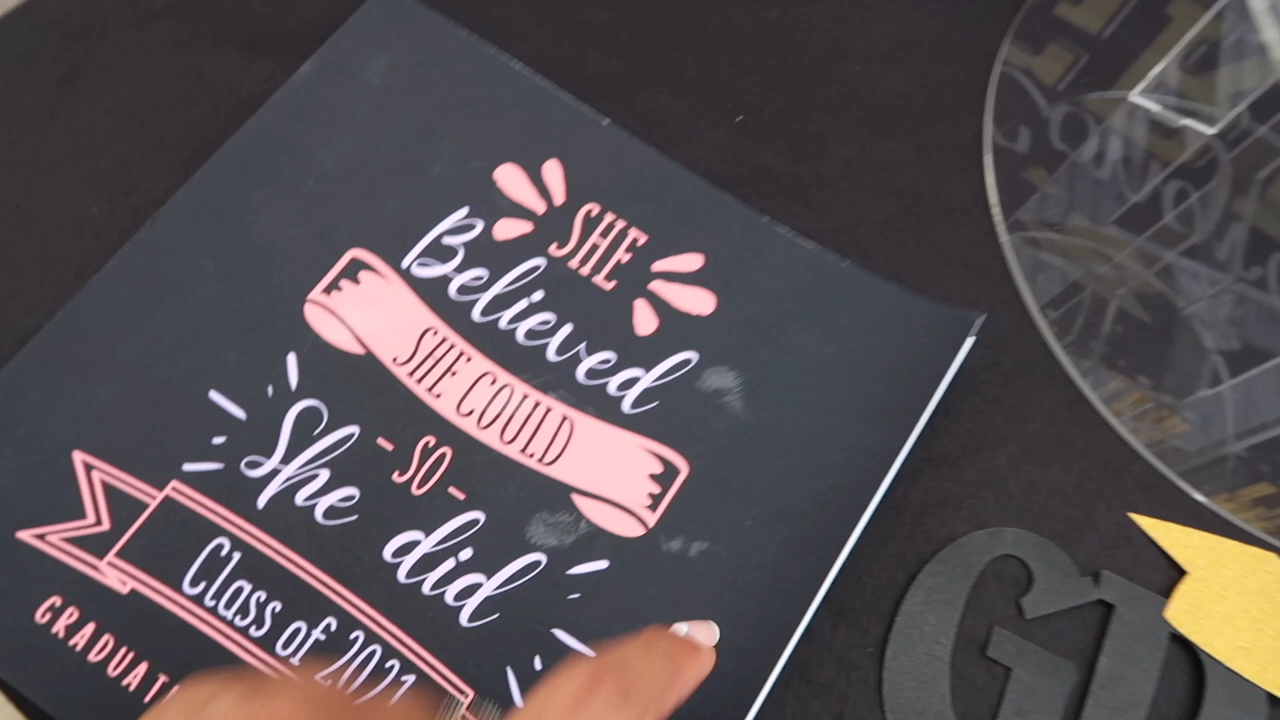 SHE
Believed
SHE COULD
- SO -
She did
Class of 2021